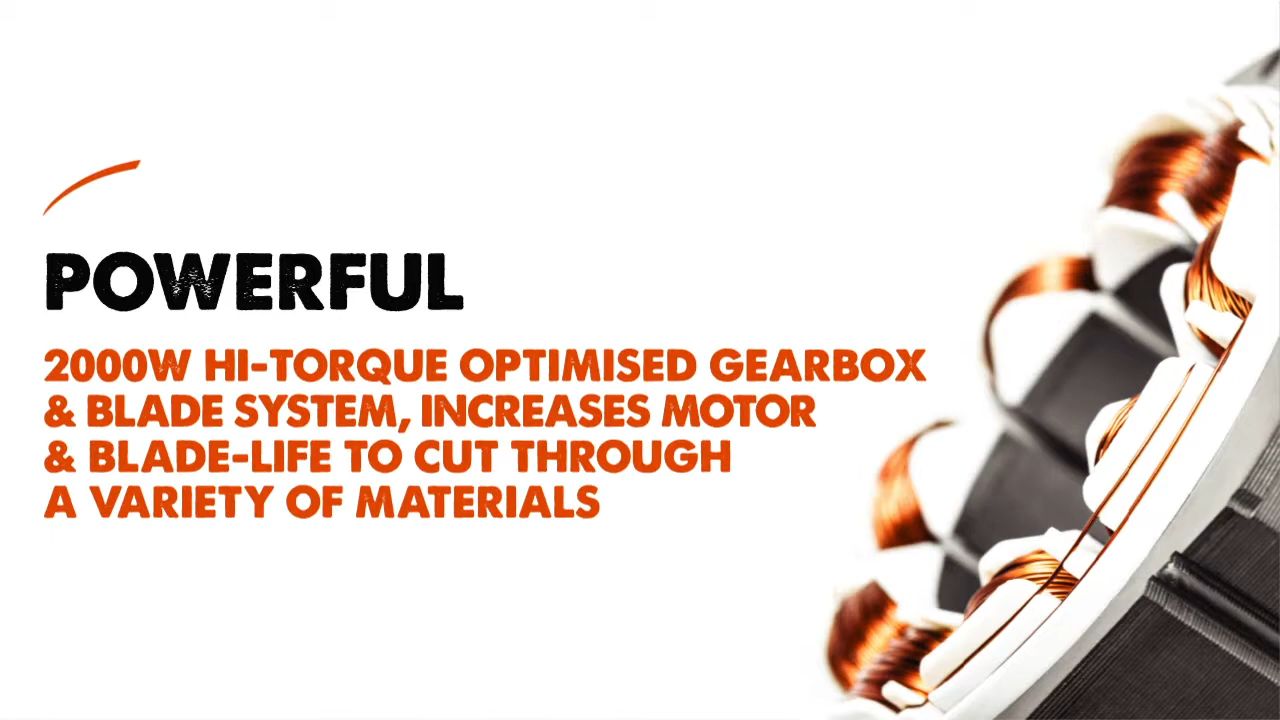 POWERFUL
2000W HI-TORQUE OPTIMISED GEARBOX
& BLADE SYSTEM, INCREASES MOTOR
& BLADE-LIFE TO CUT THROUGH
A VARIETY OF MATERIALS